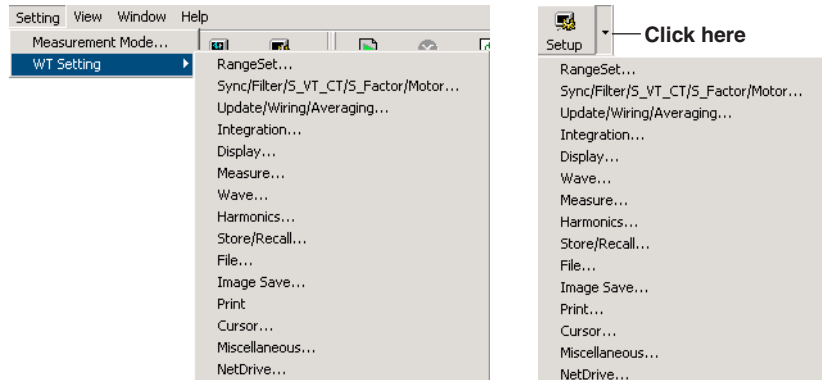 Setting View Window Help
Measurement Mode...
WT Setting
RangeSet...
Sync/Filter/S_VT_CT/S_Factor/Motor...
Update/Wiring/Averaging...
Integration...
Display...
Measure...
Wave...
Harmonics...
Store/Recall...
File...
Image Save...
Print
Cursor...
Miscellaneous...
NetDrive...
Setup
Click here
RangeSet...
Sync/Filter/S_VT_CT/S_Factor/Motor...
Update/Wiring/Averaging...
Integration...
Display...
Wave...
Measure...
Harmonics...
Store/Recall...
File...
Image Save...
Print...
Cursor...
Miscellaneous...
NetDrive...